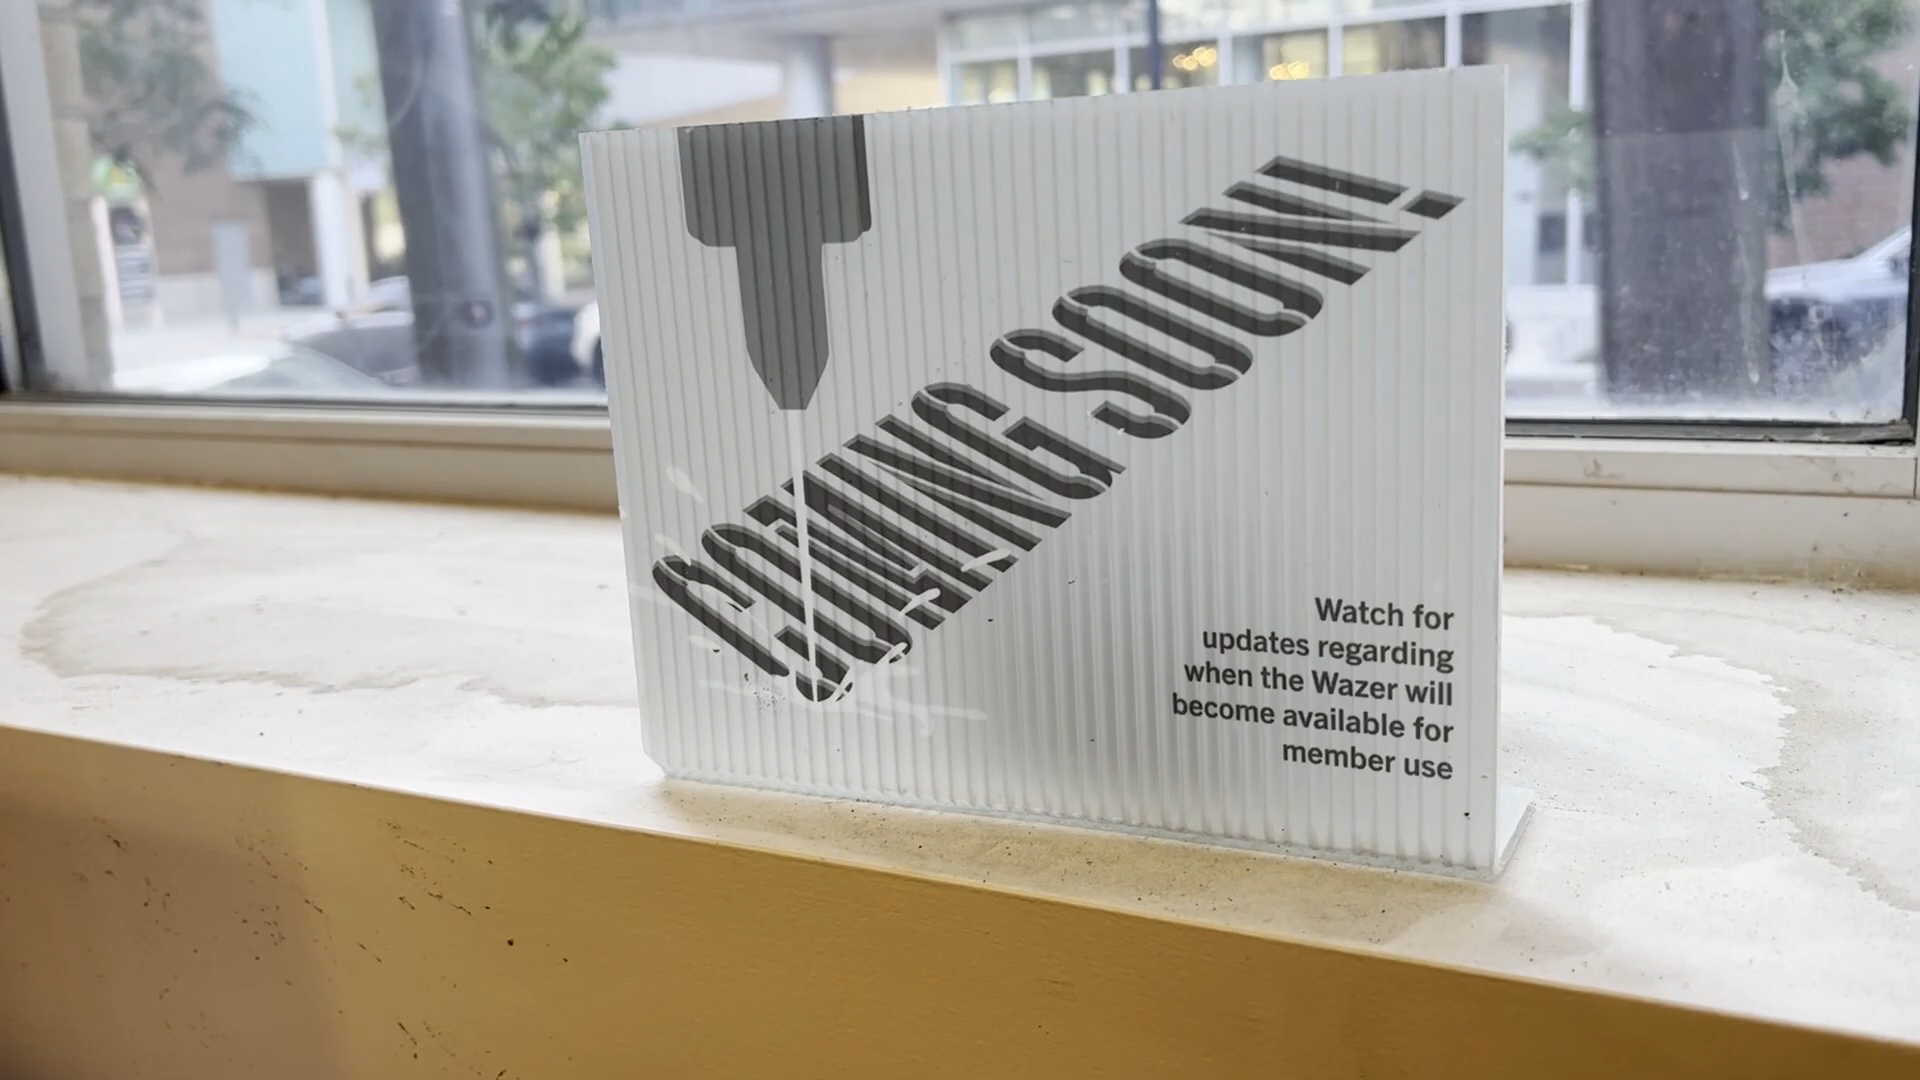 COMING SOON!
Watch for
updates regarding
when the Wazer will
become available for
member use